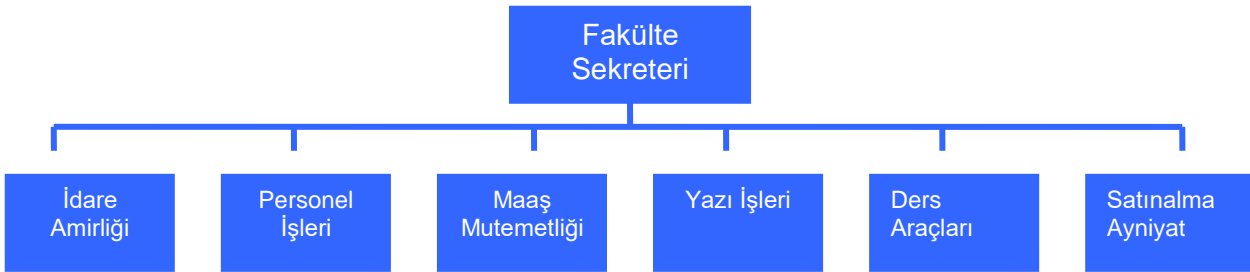 Fakülte
Sekreteri
İdare
Amirliği
Personel
İşleri
Maaş
Mutemetliği
Yazı İşleri
Ders
Araçları
Satınalma
Ayniyat